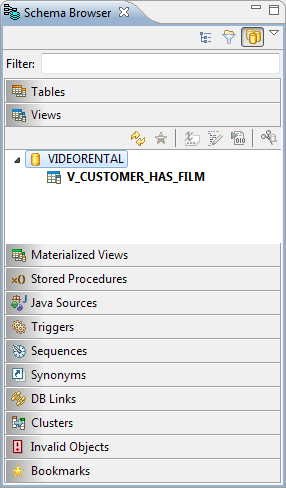 Schema Browser
Filter:
Tables
Views
VIDEORENTAL
V_CUSTOMER_HAS_FILM
Materialized Views
Stored Procedures
Java Sources
Triggers
Sequences
Synonyms
DB Links
Clusters
Invalid Objects
Bookmarks